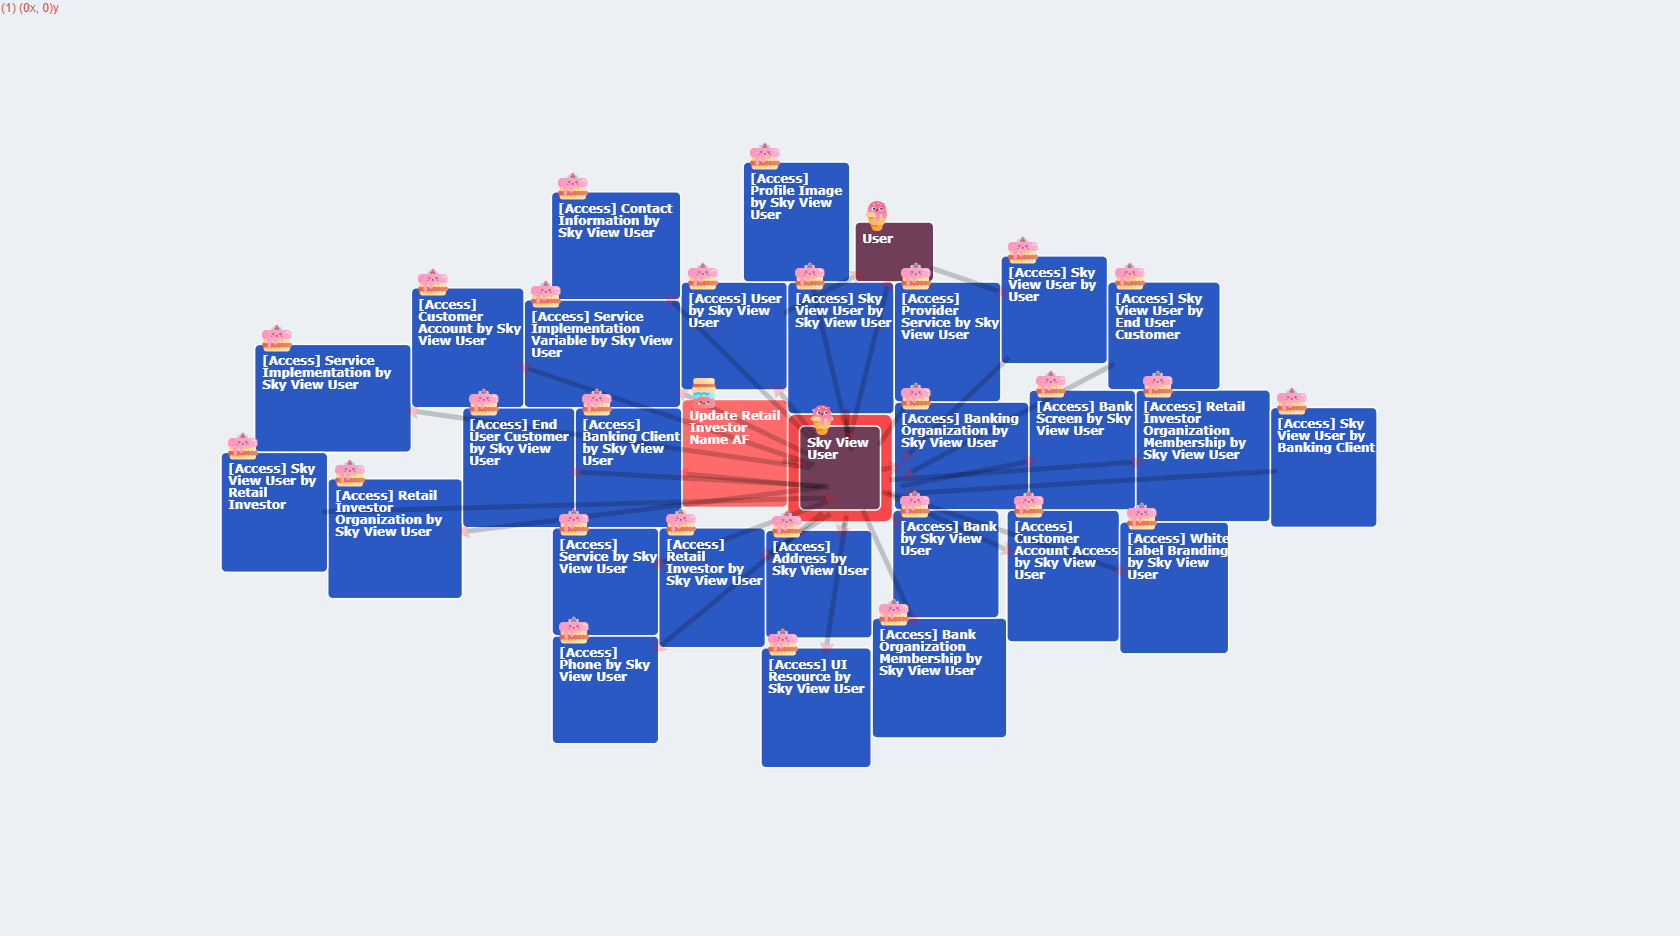 (1) (0x, 0)y
[Access]
Profile Image
by Sky View
User
[Access] Contact
Information by
Sky View User
User
[Access] Sky
View User by
User
[Access]
Customer
Account by Sky
View User
[Access] Service
Implementation
Variable by Sky View
User
[Access] User
by Sky View
User
[Access] Sky
View User by
Sky View User
[Access]
Provider
Service by Sky
View User
[Access] Sky
View User by
End User
Customer
[Access] Service
Implementation by
Sky View User
[Access] End
User Customer
by Sky View
User
[Access]
Banking Client
by Sky View
User
Update Retail
Investor
Name AF
Sky View
User
[Access] Banking
Organization by
Sky View User
[Access] Bank
Screen by Sky
View User
[Access] Retail
Investor
Organization
Membership by
Sky View User
[Access] Sky
View User by
Banking Client
[Access] Sky
View User by
Retail
Investor
[Access] Retail
Investor
Organization by
Sky View User
[Access]
Service by Sky
View User
[Access]
Retail
Investor by
Sky View User
[Access]
Address by
Sky View User
[Access] Bank
by Sky View
User
[Access]
Customer
Account Access
by Sky View
User
[Access] White
Label Branding
by Sky View
User
[Access]
Phone by Sky
View User
[Access] UI
Resource by
Sky View User
[Access] Bank
Organization
Membership by
Sky View User